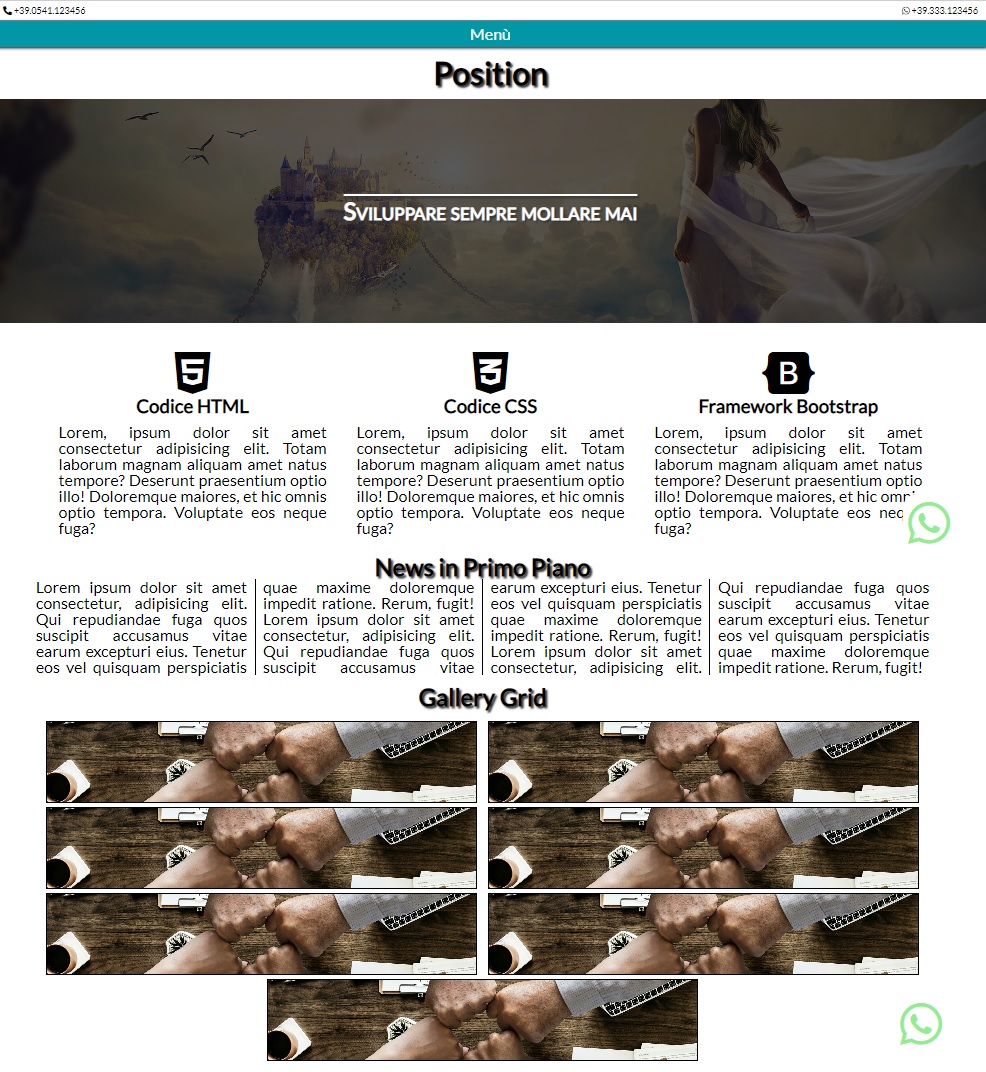 +39.0541.123456
+39.333.123456
Menù
Position
Sviluppare sempre mollare mai
Codice HTML
Lorem, ipsum dolor sit amet
consectetur adipisicing elit. Totam
laborum magnam aliquam amet natus
tempore? Deserunt praesentium optio
illo! Doloremque maiores, et hic omnis
optio tempora. Voluptate eos neque
fuga?
Codice CSS
Lorem, ipsum dolor sit amet
consectetur adipisicing elit. Totam
laborum magnam aliquam amet natus
tempore? Deserunt praesentium optio
illo! Doloremque maiores, et hic omnis
optio tempora. Voluptate eos neque
fuga?
B
Framework Bootstrap
Lorem, ipsum dolor sit amet
consectetur adipisicing elit. Totam
laborum magnam aliquam amet natus
tempore? Deserunt praesentium optio
illo! Doloremque maiores, et hic
optio tempora. Voluptate eos
fuga?
News in Primo Piano
Lorem ipsum dolor sit amet
consectetur, adipisicing elit.
Qui repudiandae fuga quos
suscipit accusamus vitae
earum excepturi eius. Tenetur
eos vel quisquam perspiciatis
quae maxime doloremque
impedit ratione. Rerum, fugit!
Lorem ipsum dolor sit amet
consectetur, adipisicing elit.
Qui repudiandae fuga quos
suscipit accusamus vitae
earum excepturi eius. Tenetur
eos vel quisquam perspiciatis
quae maxime doloremque
impedit ratione. Rerum, fugit!
Lorem ipsum dolor sit amet
consectetur, adipisicing elit.
Qui repudiandae fuga quos
suscipit accusamus vitae
earum excepturi eius. Tenetur
eos vel quisquam perspiciatis
quae maxime doloremque
impedit ratione. Rerum, fugit!
Gallery Grid